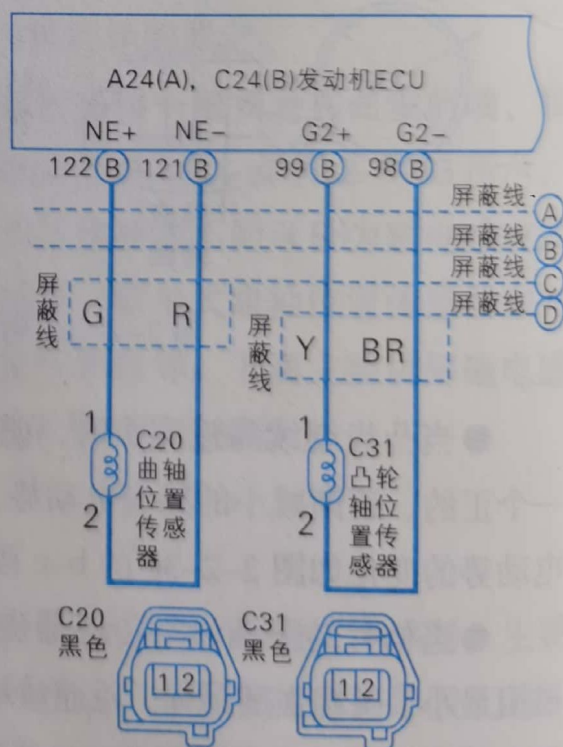 A24(A), C24(B)发动机ECU
NE+ NE- G2+ G2-
122 B 121 B 99 B 98 B
屏蔽线 A
屏蔽线 B
屏蔽线 C
屏蔽线 D
屏蔽线
G R
屏蔽线
Y BR
1
2
C20
曲轴位置传感器
1
2
C31
凸轮轴位置传感器
C20
黑色
1 2
C31
黑色
1 2